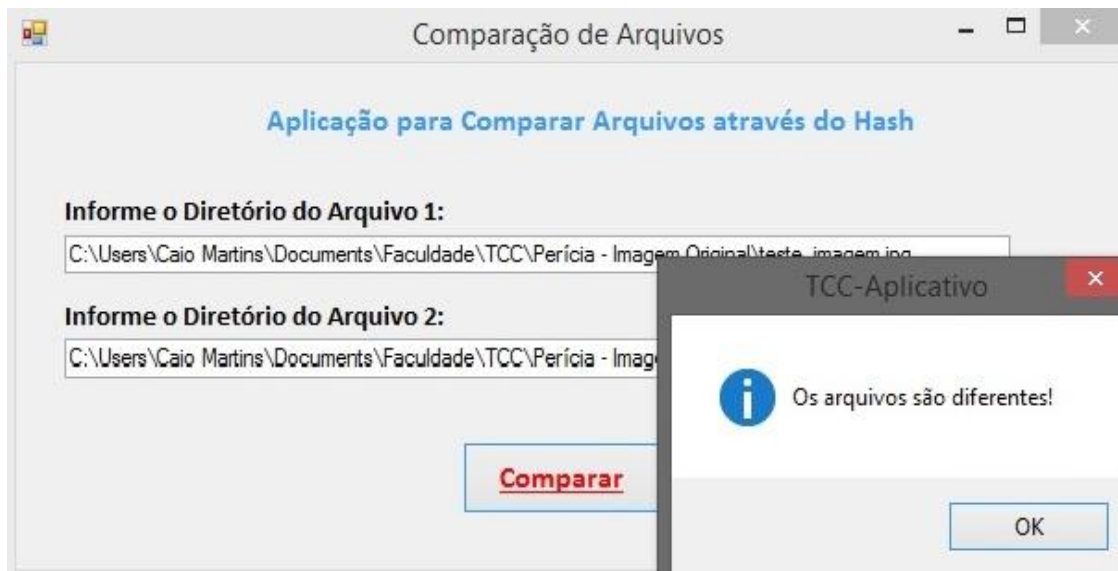 Comparação de Arquivos
Aplicação para Comparar Arquivos através do Hash
Informe o Diretório do Arquivo 1:
C:\Users\Caio Martins\Documents\Faculdade\TCC\Perícia - Imagem Original\teste_imagem.jpg
TCC-Aplicativo
Informe o Diretório do Arquivo 2:
C:\Users\Caio Martins\Documents\Faculdade\TCC\Perícia - Imag
Os arquivos são diferentes!
Comparar
OK